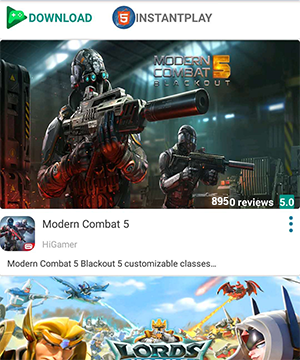 DOWNLOAD
INSTANTPLAY
MODERN
COMBAT 5
BLACKOUT
8950 reviews 5.0
Modern Combat 5
HiGamer
Modern Combat 5 Blackout 5 customizable classes...
LORDS